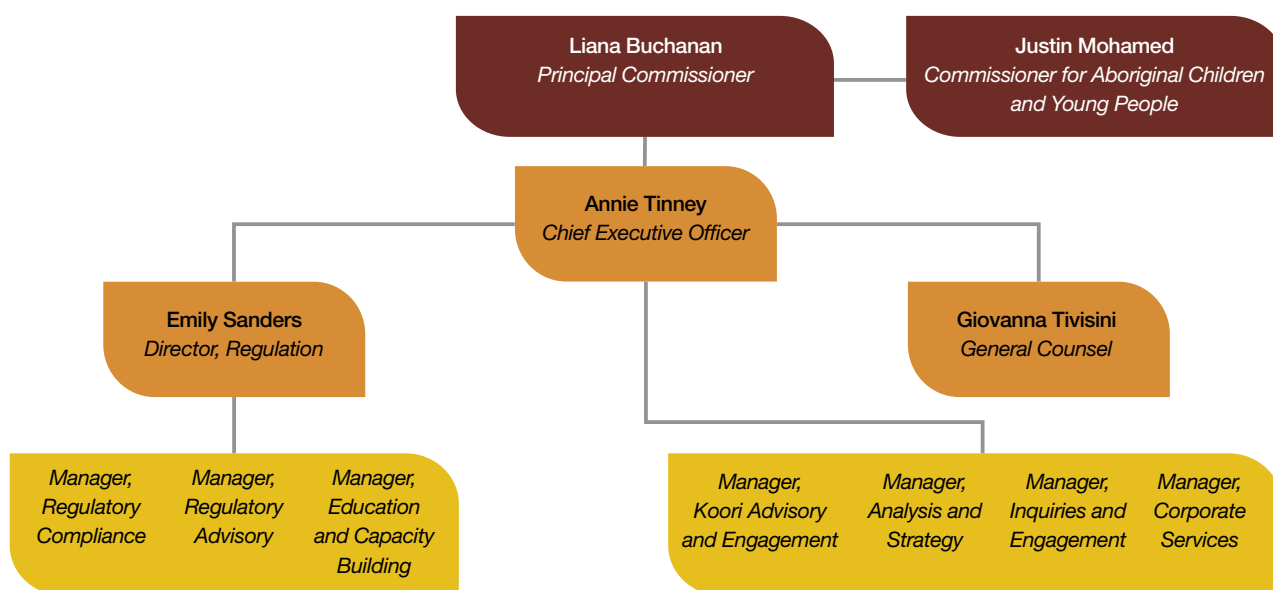 Liana Buchanan
Principal Commissioner
Justin Mohamed
Commissioner for Aboriginal Children
and Young People
Annie Tinney
Chief Executive Officer
Emily Sanders
Director, Regulation
Giovanna Tivisini
General Counsel
Manager,
Regulatory
Compliance
Manager,
Regulatory
Advisory
Manager,
Education
and Capacity
Building
Manager,
Koori Advisory
and Engagement
Manager,
Analysis and
Strategy
Manager,
Inquiries and
Engagement
Manager,
Corporate
Services